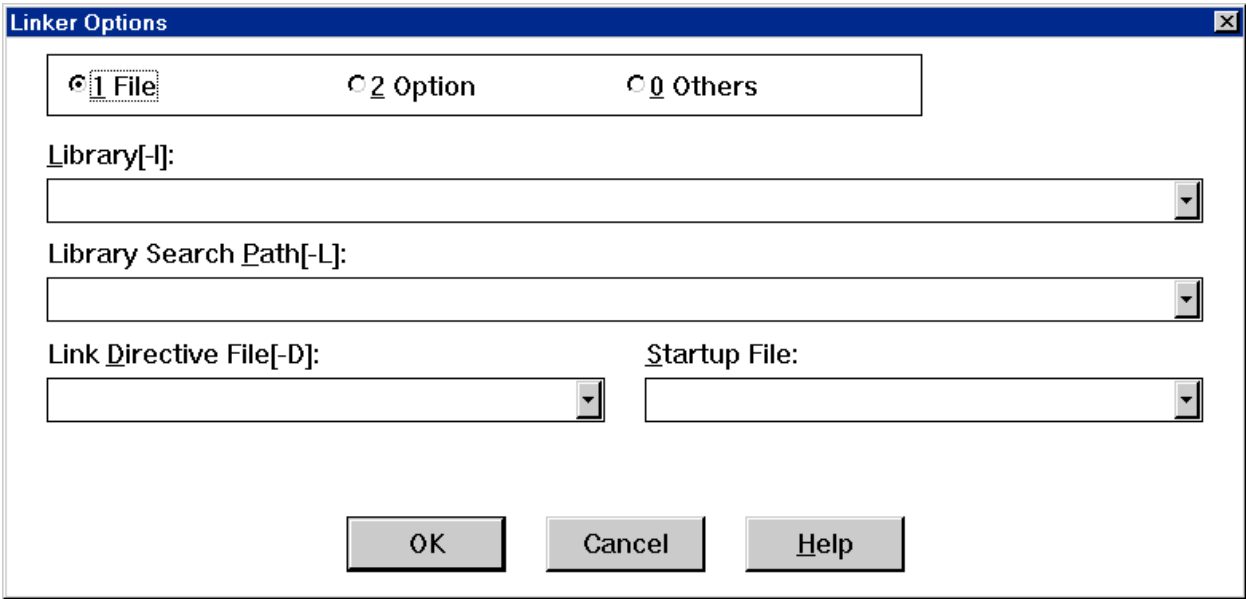 Linker Options
1 File 2 Option 0 Others
Library[-l]:
Library Search Path[-L]:
Link Directive File[-D]: Startup File:
OK Cancel Help